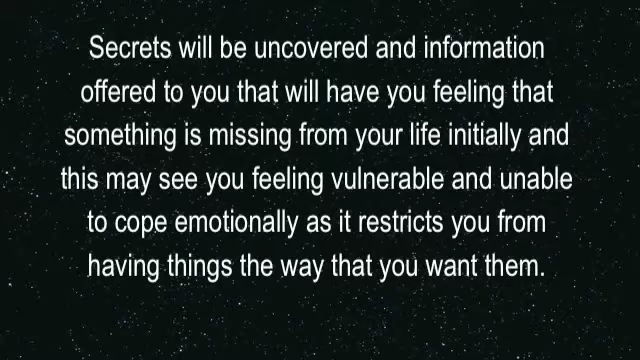 Secrets will be uncovered and information
offered to you that will have you feeling that
something is missing from your life initially and
this may see you feeling vulnerable and unable
to cope emotionally as it restricts you from
having things the way that you want them.